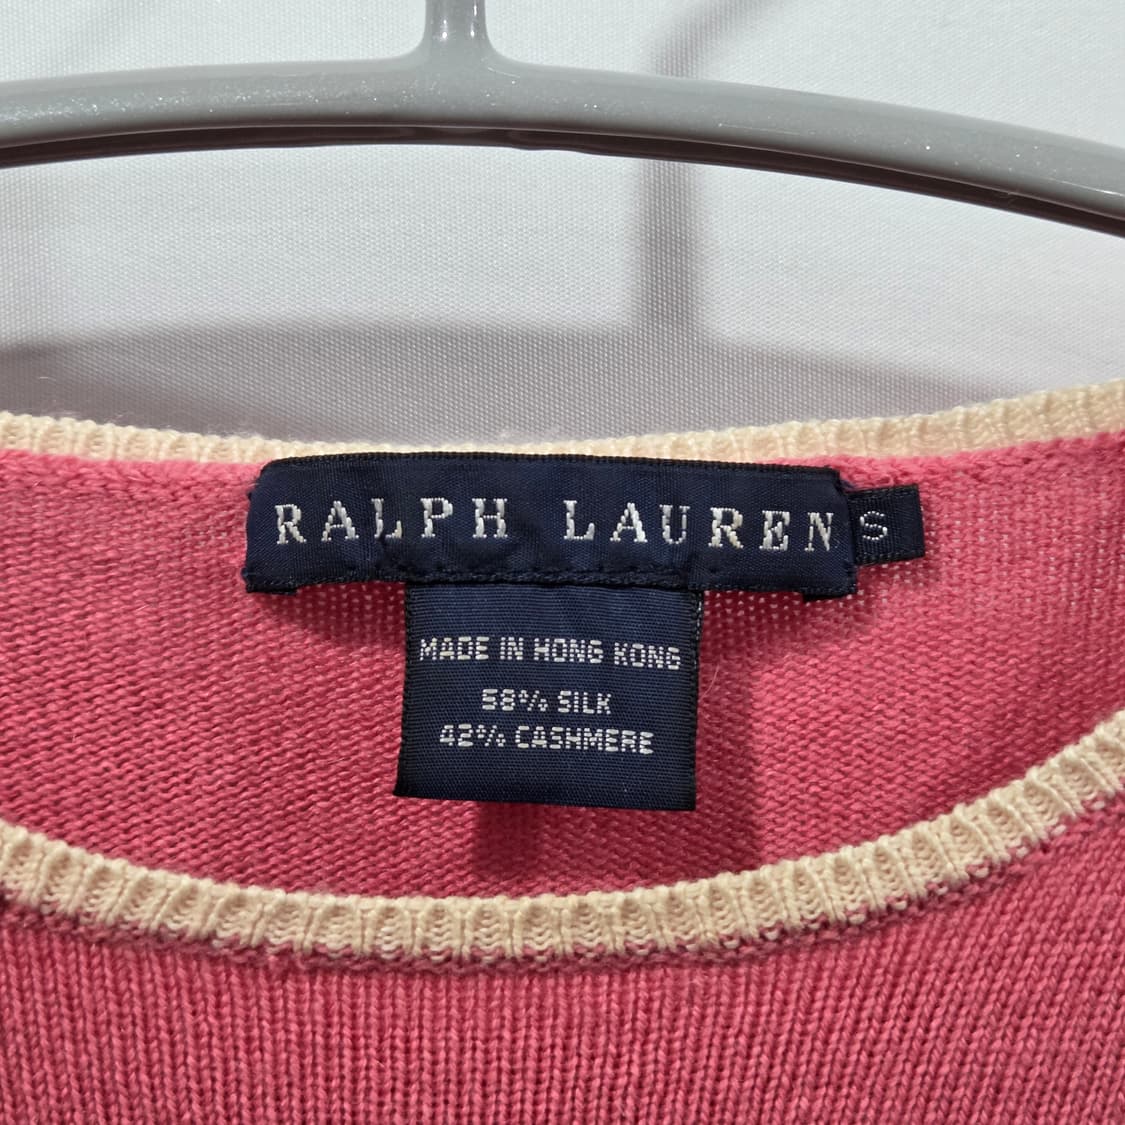 RALPH LAUREN S
MADE IN HONG KONG
58% SILK
42% CASHMERE